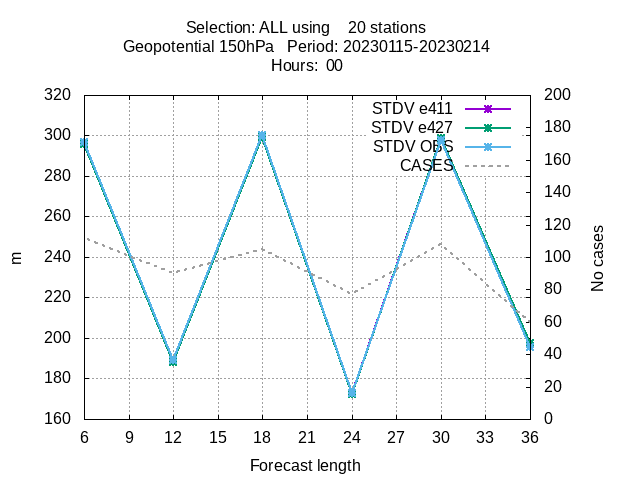 Selection: ALL using    20 stations
Geopotential 150hPa   Period: 20230115-20230214
Hours:  00
320
300
280
260
240
220
200
180
160
m
200
180
160
140
120
100
80
60
40
20
0
No cases
STDV e411
STDV e427
STDV OBS
CASES
6 9 12 15 18 21 24 27 30 33 36
Forecast length